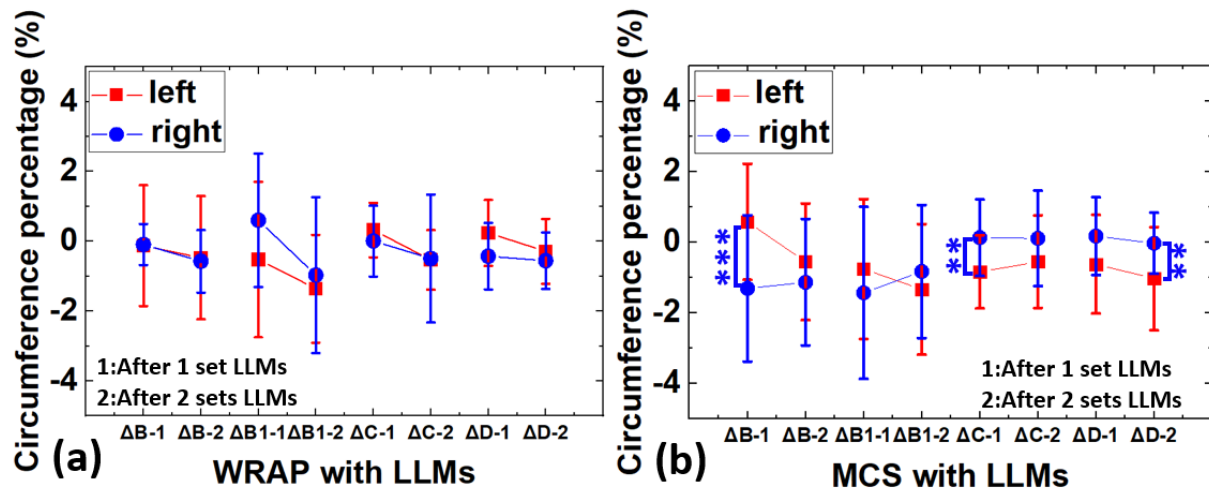 Circumference percentage (%)
left
right
4
2
0
-2
-4
1:After 1 set LLMs
2:After 2 sets LLMs
ΔB-1 ΔB-2 ΔB1-1 ΔB1-2 ΔC-1 ΔC-2 ΔD-1 ΔD-2
(a)
WRAP with LLMs
Circumference percentage (%)
left
right
4
2
0
-2
-4
***
**
**
1:After 1 set LLMs
2:After 2 sets LLMs
ΔB-1 ΔB-2 ΔB1-1 ΔB1-2 ΔC-1 ΔC-2 ΔD-1 ΔD-2
(b)
MCS with LLMs